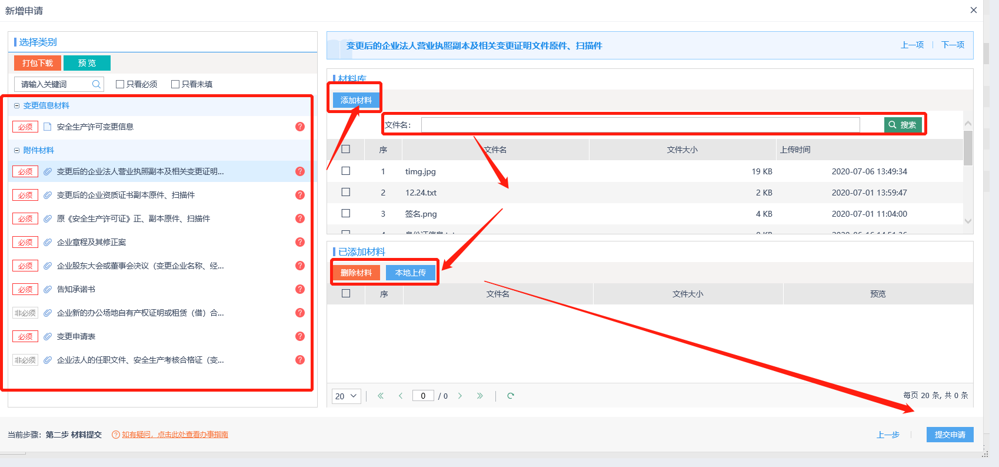 新增申请
选择类别
打包下载 预 览
请输入关键词 只看必须 只看未填
变更信息材料
必须 安全生产许可变更信息 ?
附件材料
必须 变更后的企业法人营业执照副本及相关变更证明... ?
必须 变更后的企业资质证书副本原件、扫描件 ?
必须 原《安全生产许可证》正、副本原件、扫描件 ?
必须 企业章程及其修正案 ?
必须 企业股东大会或董事会决议（变更企业名称、经... ?
必须 告知承诺书 ?
非必须 企业新的办公场地自有产权证明或租赁（借）合... ?
必须 变更申请表 ?
非必须 企业法人的任职文件、安全生产考核合格证（变... ?
变更后的企业法人营业执照副本及相关变更证明文件原件、扫描件 上一项 下一项
材料库
添加材料
文件名： 搜索
序 文件名 文件大小 上传时间
1 timg.jpg 19 KB 2020-07-06 13:49:34
2 12.24.txt 2 KB 2020-07-01 13:59:47
3 签名.png 4 KB 2020-07-01 11:04:00
已添加材料
删除材料 本地上传
序 文件名 文件大小 预览
20 0 / 0 每页 20 条, 共 0 条
当前步骤：第二步 材料提交 ? 如有疑问，点击此处查看办事指南 上一步 提交申请